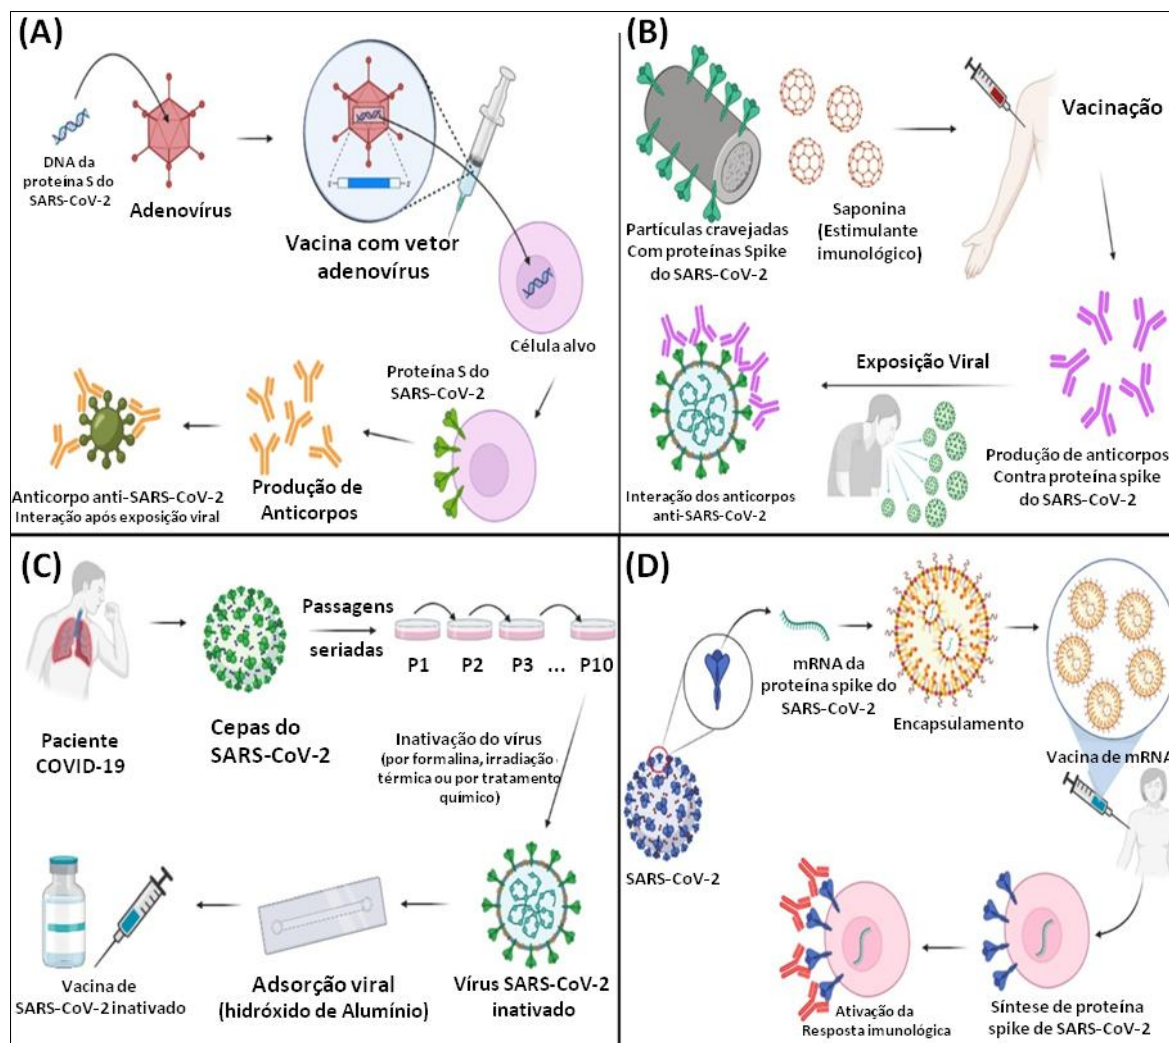 (A)
DNA da
proteína S do
SARS-CoV-2
Adenovírus
Vacina com vetor
adenovírus
Célula alvo
Proteína S do
SARS-CoV-2
Produção de
Anticorpos
Anticorpo anti-SARS-CoV-2
Interação após exposição viral
(B)
Partículas cravejadas
Com proteínas Spike
do SARS-CoV-2
Saponina
(Estimulante
imunológico)
Vacinação
Exposição Viral
Produção de anticorpos
Contra proteína spike
do SARS-CoV-2
Interação dos anticorpos
anti-SARS-CoV-2
(C)
Paciente
COVID-19
Cepas do
SARS-CoV-2
Passagens
seriadas
P1 P2 P3 ... P10
Inativação do vírus
(por formalina, irradiação
térmica ou por tratamento
químico)
Vírus SARS-CoV-2
inativado
Adsorção viral
(hidróxido de Alumínio)
Vacina de
SARS-CoV-2 inativado
(D)
SARS-CoV-2
mRNA da
proteína spike do
SARS-CoV-2
Encapsulamento
Vacina de mRNA
Síntese de proteína
spike de SARS-CoV-2
Ativação da
Resposta imunológica